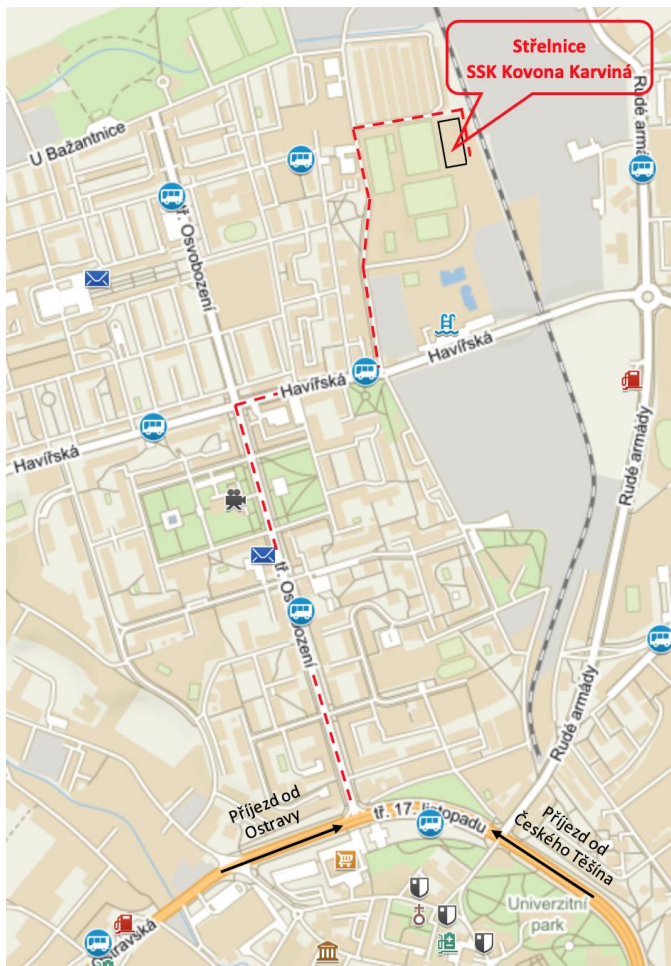 Střelnice
SSK Kovona Karviná
Rudé armády
U Bažantnice
tř. Osvobození
Havířská
Havířská
Havířská
Rudé armády
tř. Osvobození
Rudé armády
Příjezd od
Ostravy
tř. 17. listopadu
Příjezd od
Českého Těšína
Univerzitní
park
Ostravská